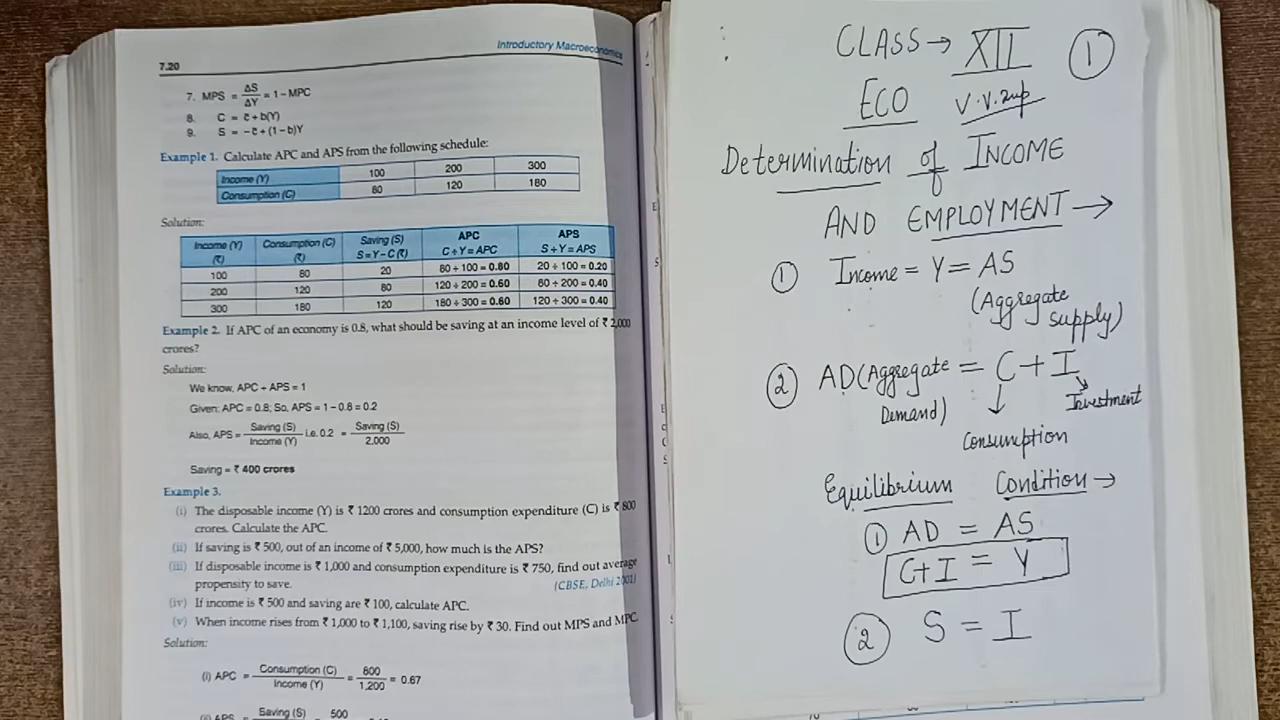 7.20
Introductory Macroeconomics
7. MPS = ΔS/ΔY = 1 – MPC
8. C = c̄ + b(Y)
9. S = –c̄ + (1 – b)Y
Example 1. Calculate APC and APS from the following schedule:
Income (Y) 100 200 300
Consumption (C) 80 120 180
Solution:
Income (Y) (₹) Consumption (C) (₹) Saving (S) S = Y – C (₹) APC C ÷ Y = APC APS S ÷ Y = APS
100 80 20 80 ÷ 100 = 0.80 20 ÷ 100 = 0.20
200 120 80 120 ÷ 200 = 0.60 80 ÷ 200 = 0.40
300 180 120 180 ÷ 300 = 0.60 120 ÷ 300 = 0.40
Example 2. If APC of an economy is 0.8, what should be saving at an income level of ₹ 2,000
crores?
Solution:
We know, APC + APS = 1
Given: APC = 0.8; So, APS = 1 – 0.8 = 0.2
Also, APS = Saving (S)/Income (Y) i.e. 0.2 = Saving (S)/2,000
Saving = ₹ 400 crores
Example 3.
(i) The disposable income (Y) is ₹ 1200 crores and consumption expenditure (C) is ₹ 800
crores. Calculate the APC.
(ii) If saving is ₹ 500, out of an income of ₹ 5,000, how much is the APS?
(iii) If disposable income is ₹ 1,000 and consumption expenditure is ₹ 750, find out average
propensity to save. (CBSE, Delhi 2001)
(iv) If income is ₹ 500 and saving are ₹ 100, calculate APC.
(v) When income rises from ₹ 1,000 to ₹ 1,100, saving rise by ₹ 30. Find out MPS and MPC.
Solution:
(i) APC = Consumption (C)/Income (Y) = 800/1,200 = 0.67
(ii) APS Saving (S) 500
CLASS → XII ①
ECO V.V.Imp
Determination of INCOME
AND EMPLOYMENT →
① Income = Y = AS
(Aggregate
supply)
② AD (Aggregate = C + I
Demand) ↓ Investment
Consumption
Equilibrium Condition →
① AD = AS
C + I = Y
② S = I